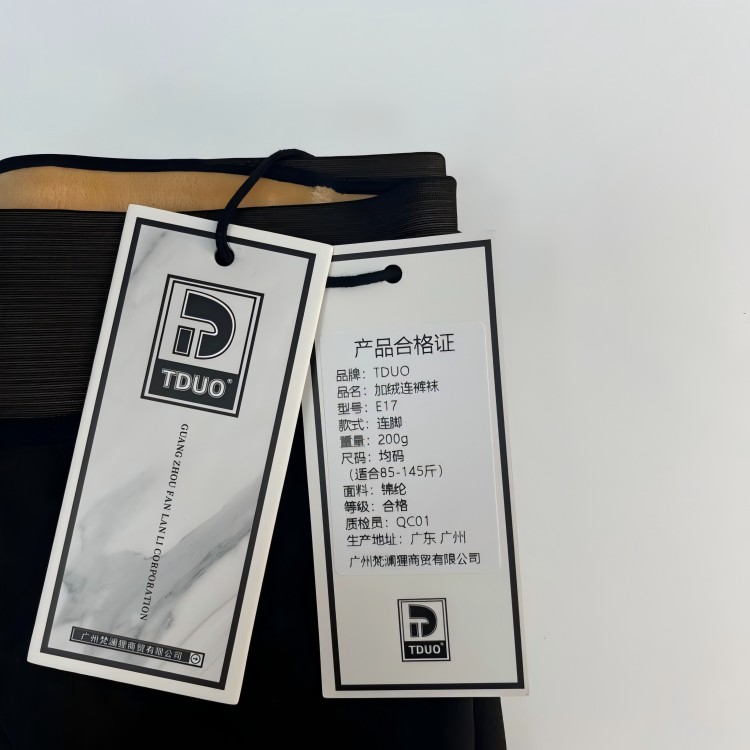 TDUO
GUANG ZHOU FAN LAN LI CORPORATION
广州梵澜狸商贸有限公司
产品合格证
品牌：TDUO
品名：加绒连裤袜
型号：E17
款式：连脚
重量：200g
尺码：均码
（适合85-145斤）
面料：锦纶
等级：合格
质检员：QC01
生产地址：广东 广州
广州梵澜狸商贸有限公司
TDUO